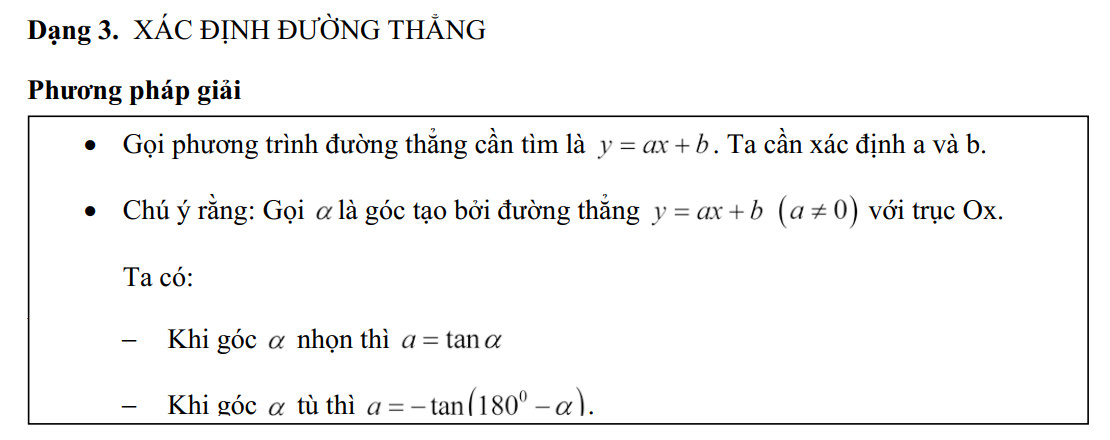 Dạng 3. XÁC ĐỊNH ĐƯỜNG THẲNG
Phương pháp giải
• Gọi phương trình đường thẳng cần tìm là y = ax + b. Ta cần xác định a và b.
• Chú ý rằng: Gọi α là góc tạo bởi đường thẳng y = ax + b (a ≠ 0) với trục Ox.
Ta có:
– Khi góc α nhọn thì a = tan α
– Khi góc α tù thì a = −tan(180⁰ − α).